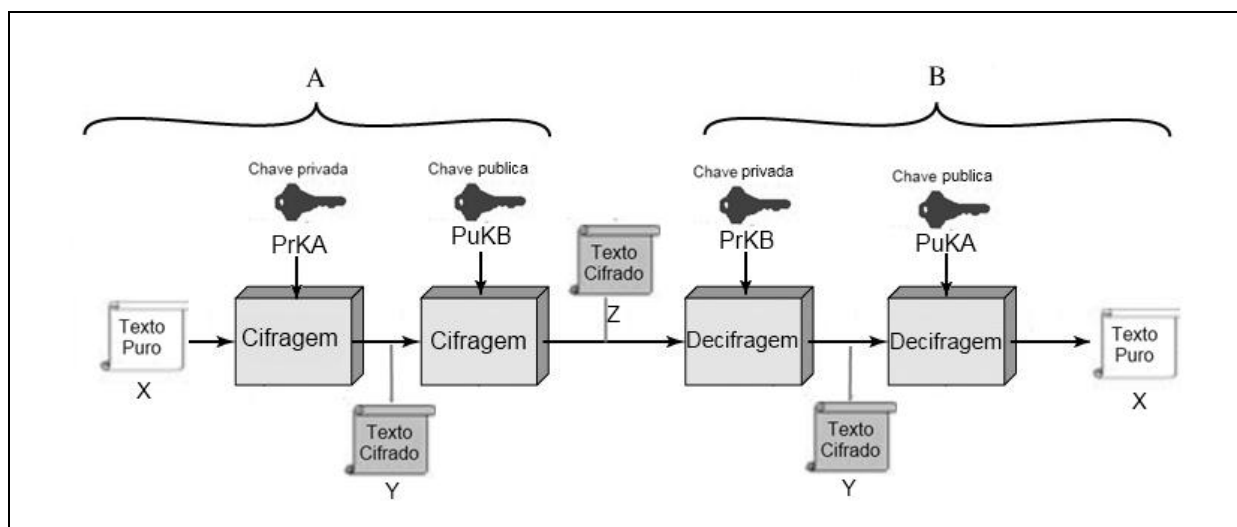 A
B
Chave privada
PrKA
Chave publica
PuKB
Chave privada
PrKB
Chave publica
PuKA
Texto
Puro
X
Cifragem
Texto
Cifrado
Y
Cifragem
Texto
Cifrado
Z
Decifragem
Texto
Cifrado
Y
Decifragem
Texto
Puro
X